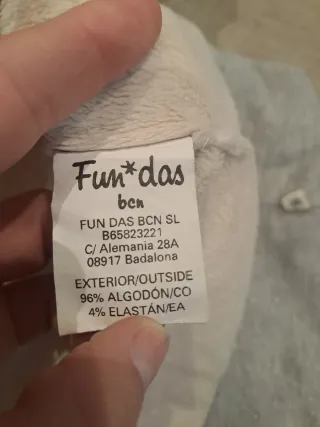 Fun*das
bcn
FUN DAS BCN SL
B65823221
C/ Alemania 28A
08917 Badalona
EXTERIOR/OUTSIDE
96% ALGODÓN/CO
4% ELASTÁN/EA